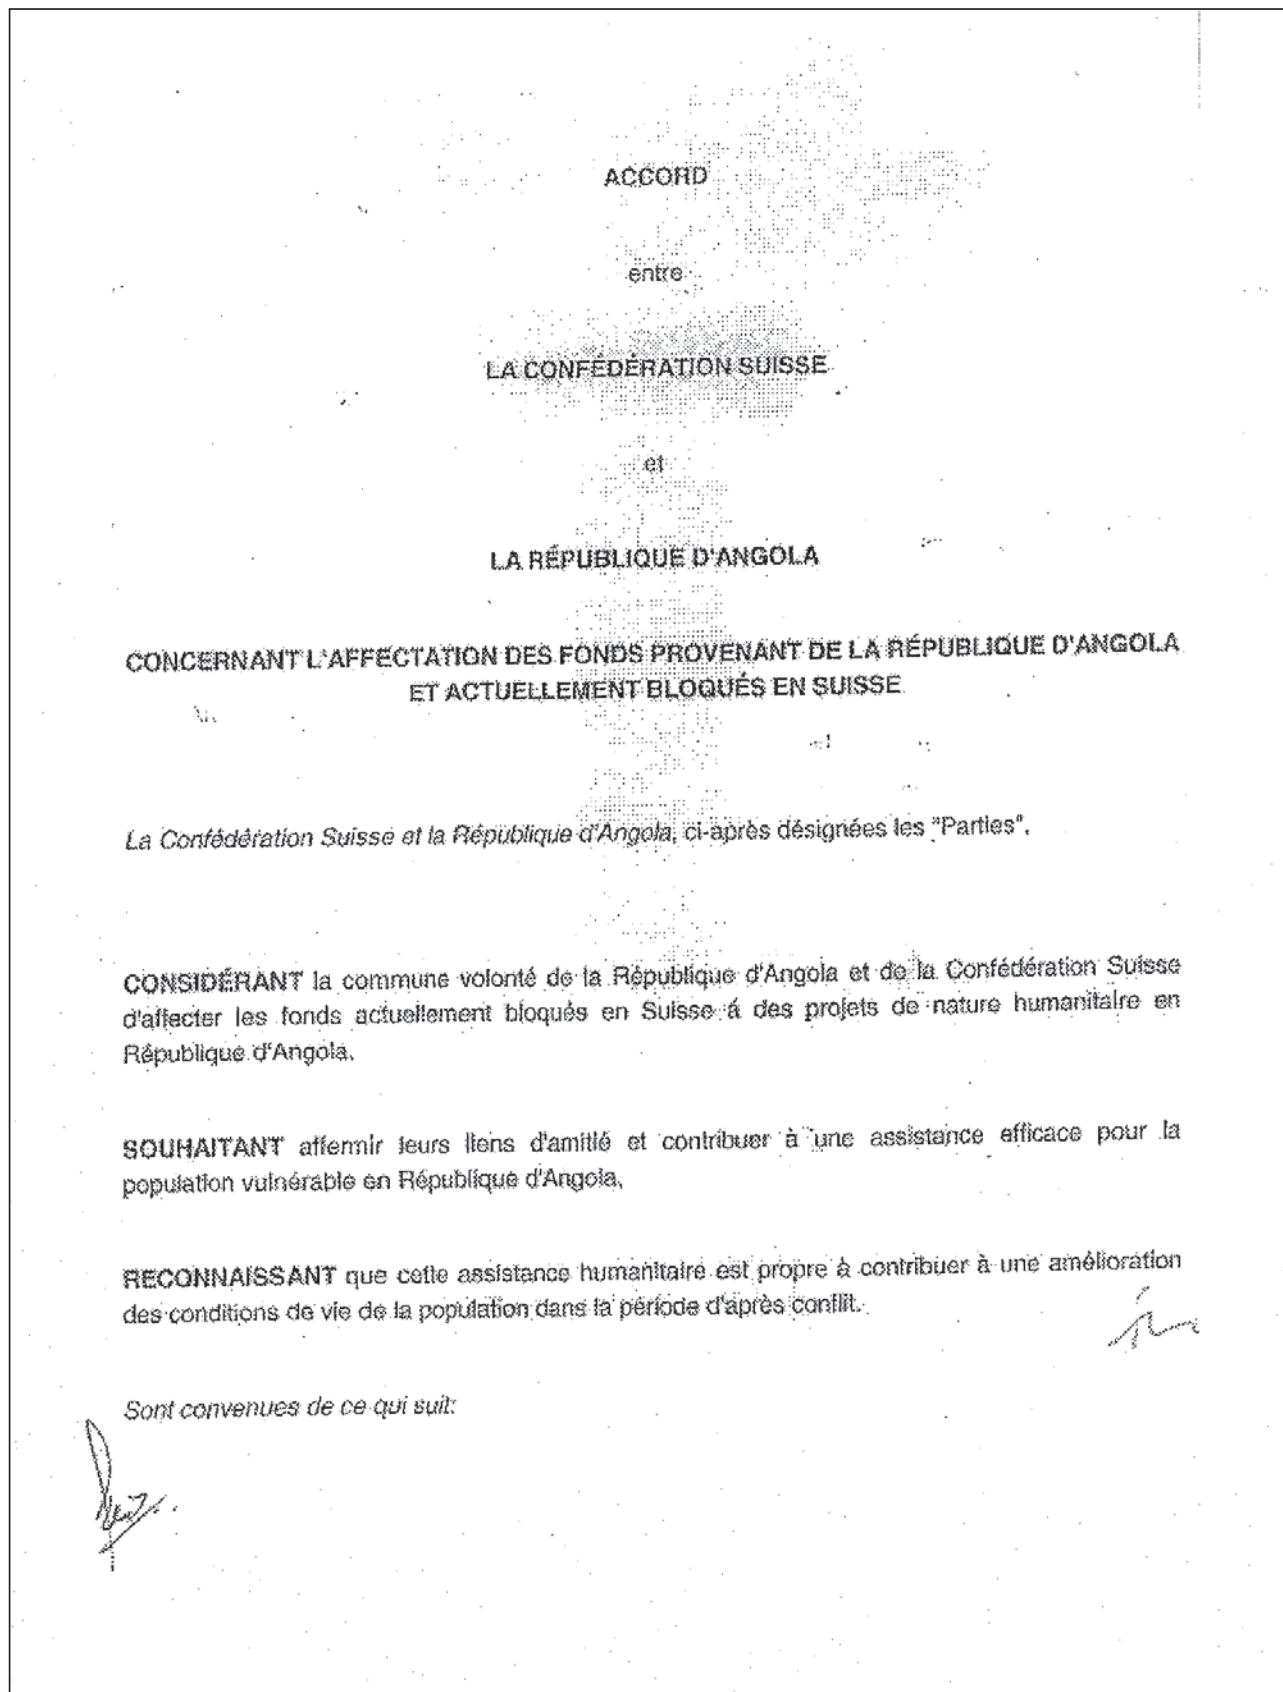 ACCORD
entre
LA CONFÉDÉRATION SUISSE
et
LA RÉPUBLIQUE D'ANGOLA
CONCERNANT L'AFFECTATION DES FONDS PROVENANT DE LA RÉPUBLIQUE D'ANGOLA
ET ACTUELLEMENT BLOQUÉS EN SUISSE
La Confédération Suisse et la République d'Angola, ci-après désignées les "Parties",
CONSIDÉRANT la commune volonté de la République d'Angola et de la Confédération Suisse
d'affecter les fonds actuellement bloqués en Suisse á des projets de nature humanitaire en
République d'Angola,
SOUHAITANT affermir leurs liens d'amitié et contribuer à une assistance efficace pour la
population vulnérable en République d'Angola,
RECONNAISSANT que cette assistance humanitaire est propre à contribuer à une amélioration
des conditions de vie de la population dans la période d'après conflit.
Sont convenues de ce qui suit: